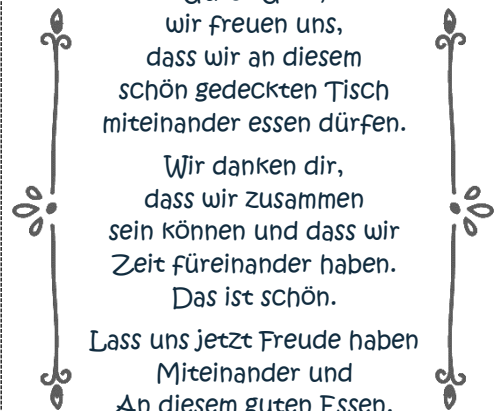 wir freuen uns,
dass wir an diesem
schön gedeckten Tisch
miteinander essen dürfen.
Wir danken dir,
dass wir zusammen
sein können und dass wir
Zeit füreinander haben.
Das ist schön.
Lass uns jetzt Freude haben
Miteinander und
An diesem guten Essen.